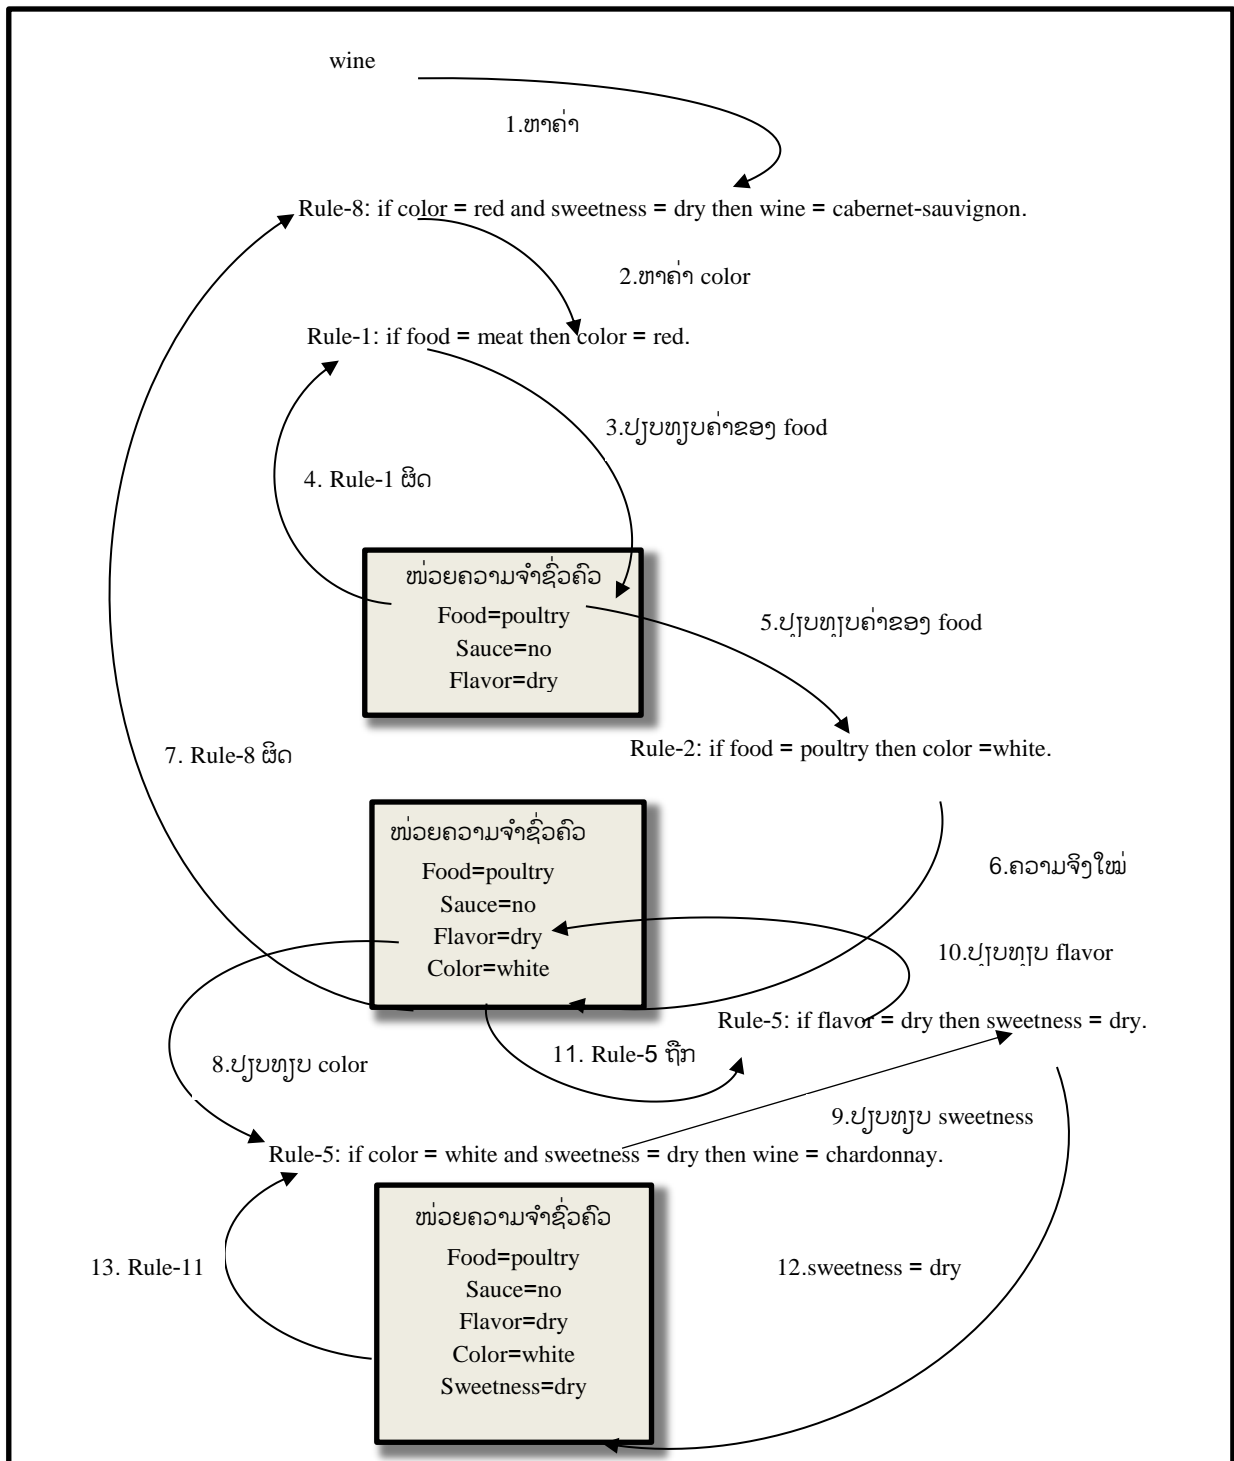 wine
1.ຫາຄ່າ
Rule-8: if color = red and sweetness = dry then wine = cabernet-sauvignon.
2.ຫາຄ່າ color
Rule-1: if food = meat then color = red.
3.ປຽບທຽບຄ່າຂອງ food
4. Rule-1 ຜິດ
ໜ່ວຍຄວາມຈຳຊົ່ວຄົວ
Food=poultry
Sauce=no
Flavor=dry
5.ປຽບທຽບຄ່າຂອງ food
Rule-2: if food = poultry then color =white.
7. Rule-8 ຜິດ
ໜ່ວຍຄວາມຈຳຊົ່ວຄົວ
Food=poultry
Sauce=no
Flavor=dry
Color=white
6.ຄວາມຈິງໃໝ່
10.ປຽບທຽບ flavor
Rule-5: if flavor = dry then sweetness = dry.
11. Rule-5 ຖືກ
8.ປຽບທຽບ color
9.ປຽບທຽບ sweetness
Rule-5: if color = white and sweetness = dry then wine = chardonnay.
ໜ່ວຍຄວາມຈຳຊົ່ວຄົວ
Food=poultry
Sauce=no
Flavor=dry
Color=white
Sweetness=dry
13. Rule-11
12.sweetness = dry